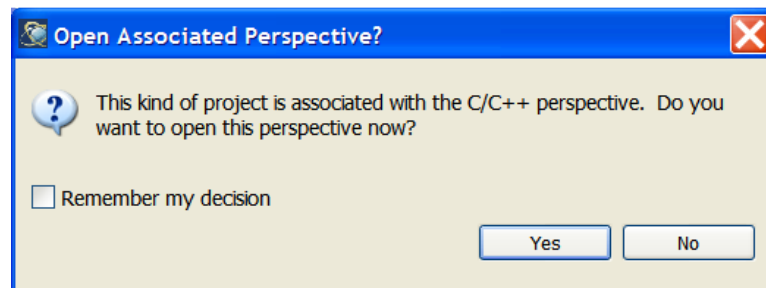 Open Associated Perspective?
This kind of project is associated with the C/C++ perspective.  Do you
want to open this perspective now?
Remember my decision
Yes No